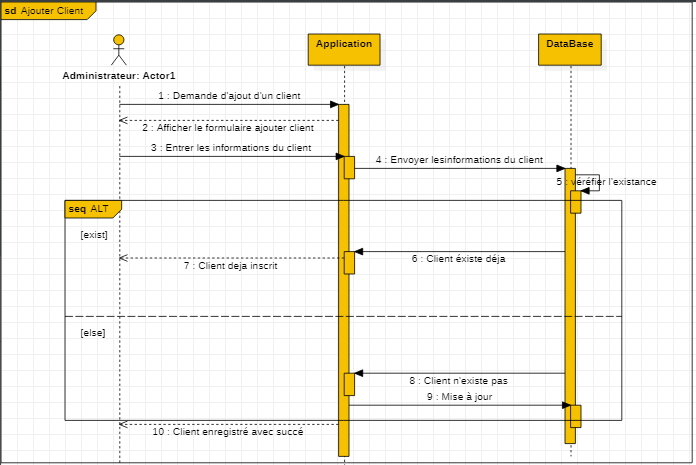 sd Ajouter Client
Application
DataBase
Administrateur: Actor1
1 : Demande d'ajout d'un client
2 : Afficher le formulaire ajouter client
3 : Entrer les informations du client
4 : Envoyer lesinformations du client
5 : véréfier l'existance
seq ALT
[exist]
6 : Client éxiste déja
7 : Client deja inscrit
[else]
8 : Client n'existe pas
9 : Mise à jour
10 : Client enregistré avec succé